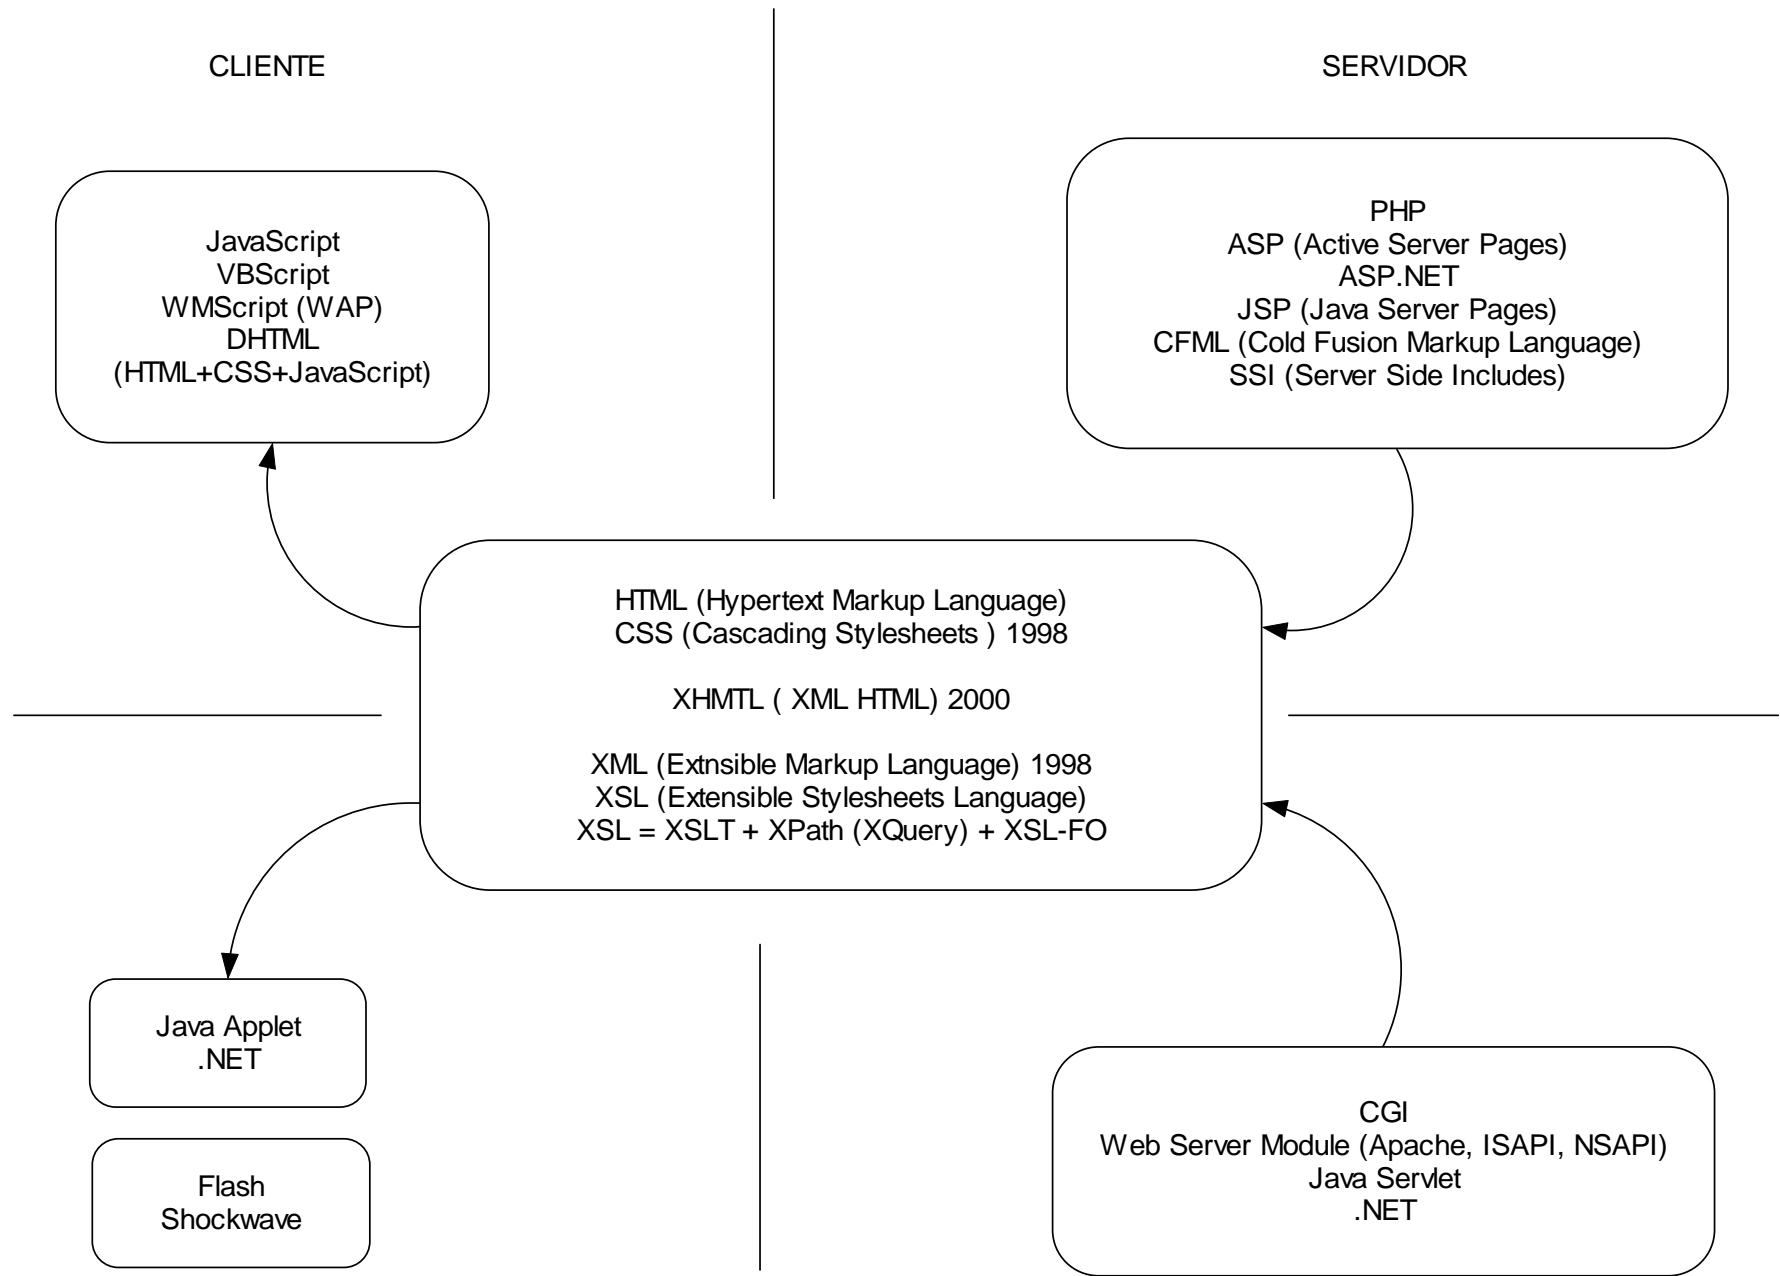 CLIENTE
SERVIDOR
JavaScript
VBScript
WMScript (WAP)
DHTML
(HTML+CSS+JavaScript)
PHP
ASP (Active Server Pages)
ASP.NET
JSP (Java Server Pages)
CFML (Cold Fusion Markup Language)
SSI (Server Side Includes)
HTML (Hypertext Markup Language)
CSS (Cascading Stylesheets ) 1998
XHMTL ( XML HTML) 2000
XML (Extnsible Markup Language) 1998
XSL (Extensible Stylesheets Language)
XSL = XSLT + XPath (XQuery) + XSL-FO
Java Applet
.NET
Flash
Shockwave
CGI
Web Server Module (Apache, ISAPI, NSAPI)
Java Servlet
.NET